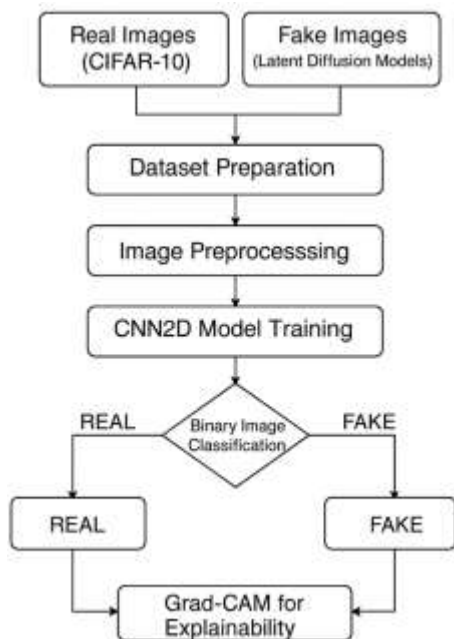 Real Images
(CIFAR-10)
Fake Images
(Latent Diffusion Models)
Dataset Preparation
Image Preprocesssing
CNN2D Model Training
REAL
Binary Image
Classification
FAKE
REAL
FAKE
Grad-CAM for
Explainability